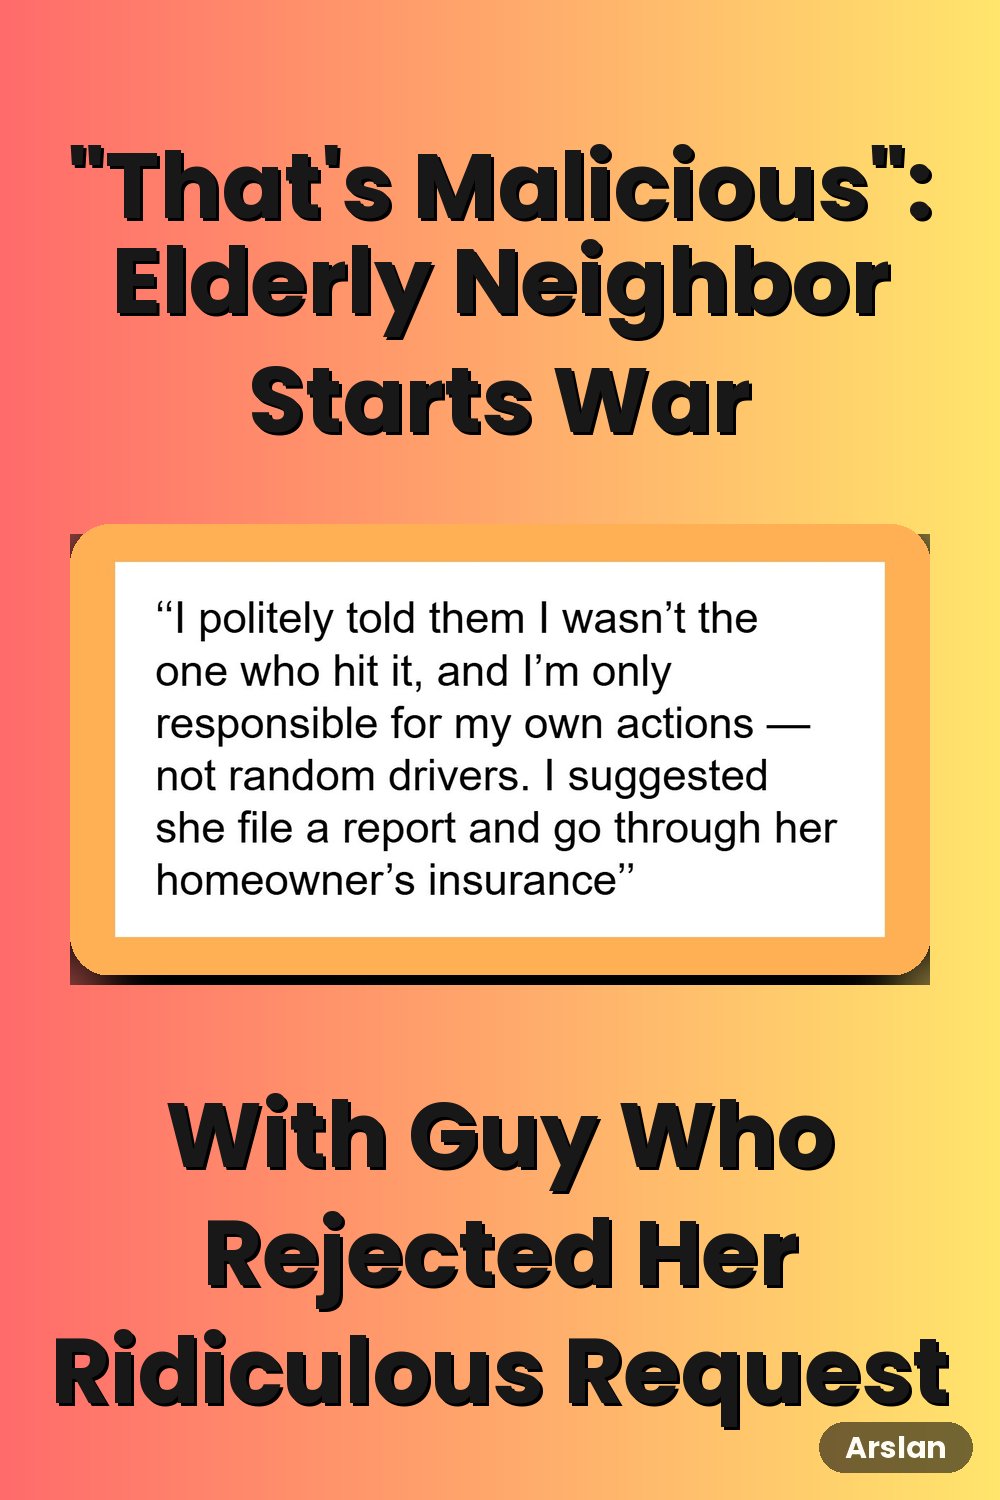 "That's Malicious":
Elderly Neighbor
Starts War
“I politely told them I wasn’t the
one who hit it, and I’m only
responsible for my own actions —
not random drivers. I suggested
she file a report and go through her
homeowner’s insurance”
With Guy Who
Rejected Her
Ridiculous Request
Arslan